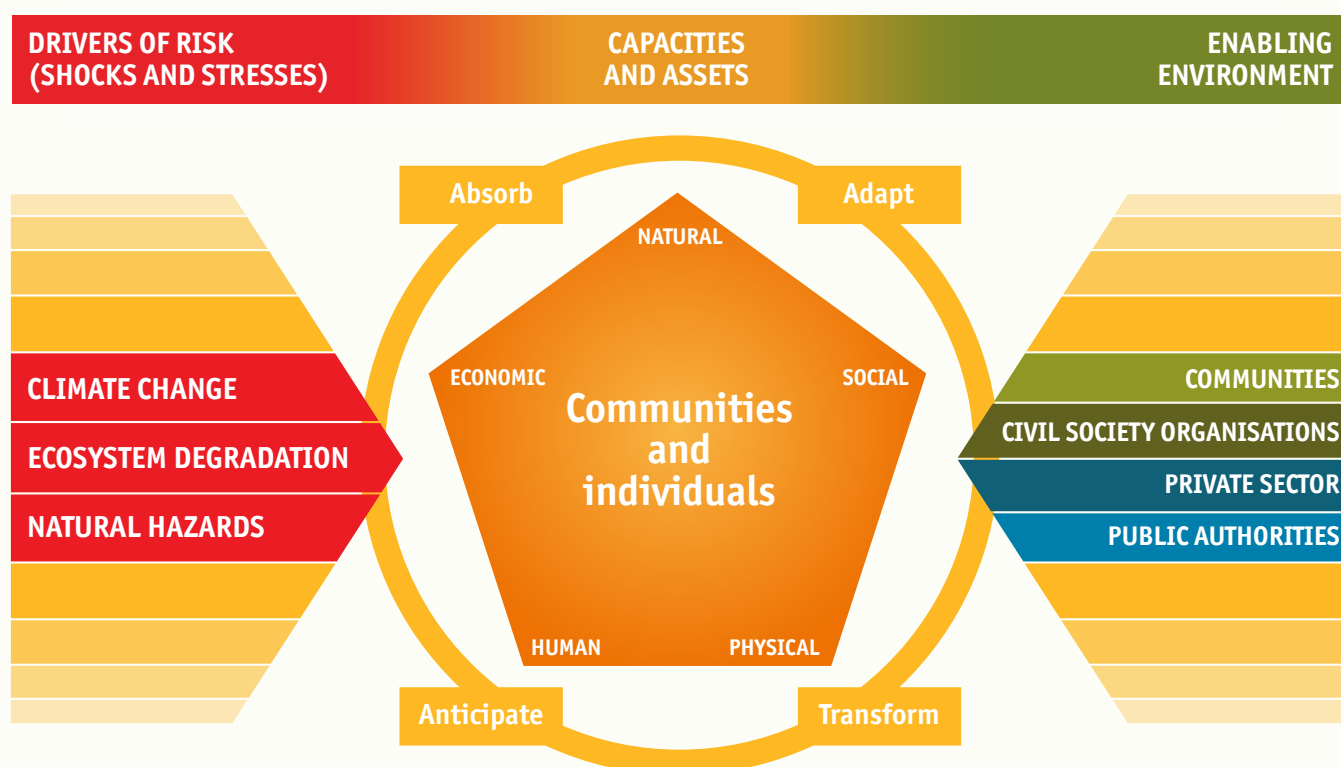 DRIVERS OF RISK
(SHOCKS AND STRESSES)
CAPACITIES
AND ASSETS
ENABLING
ENVIRONMENT
Absorb
Adapt
NATURAL
ECONOMIC
SOCIAL
Communities
and
individuals
HUMAN
PHYSICAL
Anticipate
Transform
CLIMATE CHANGE
ECOSYSTEM DEGRADATION
NATURAL HAZARDS
COMMUNITIES
CIVIL SOCIETY ORGANISATIONS
PRIVATE SECTOR
PUBLIC AUTHORITIES